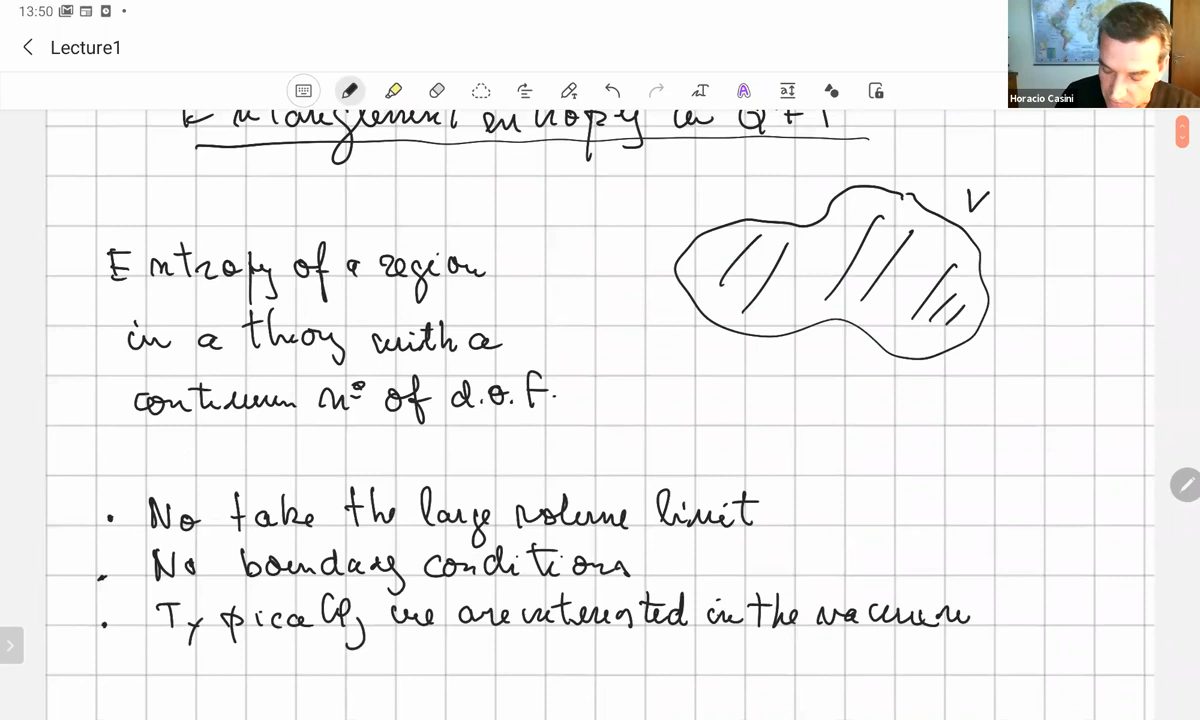 13:50
Lecture1
Horacio Casini
Entanglement entropy in QFT
V
Entropy of a region
in a theory with a
continuum nº of d.o.f.
· No take the large volume limit
· No boundary conditions
· Typically we are interested in the vacuum